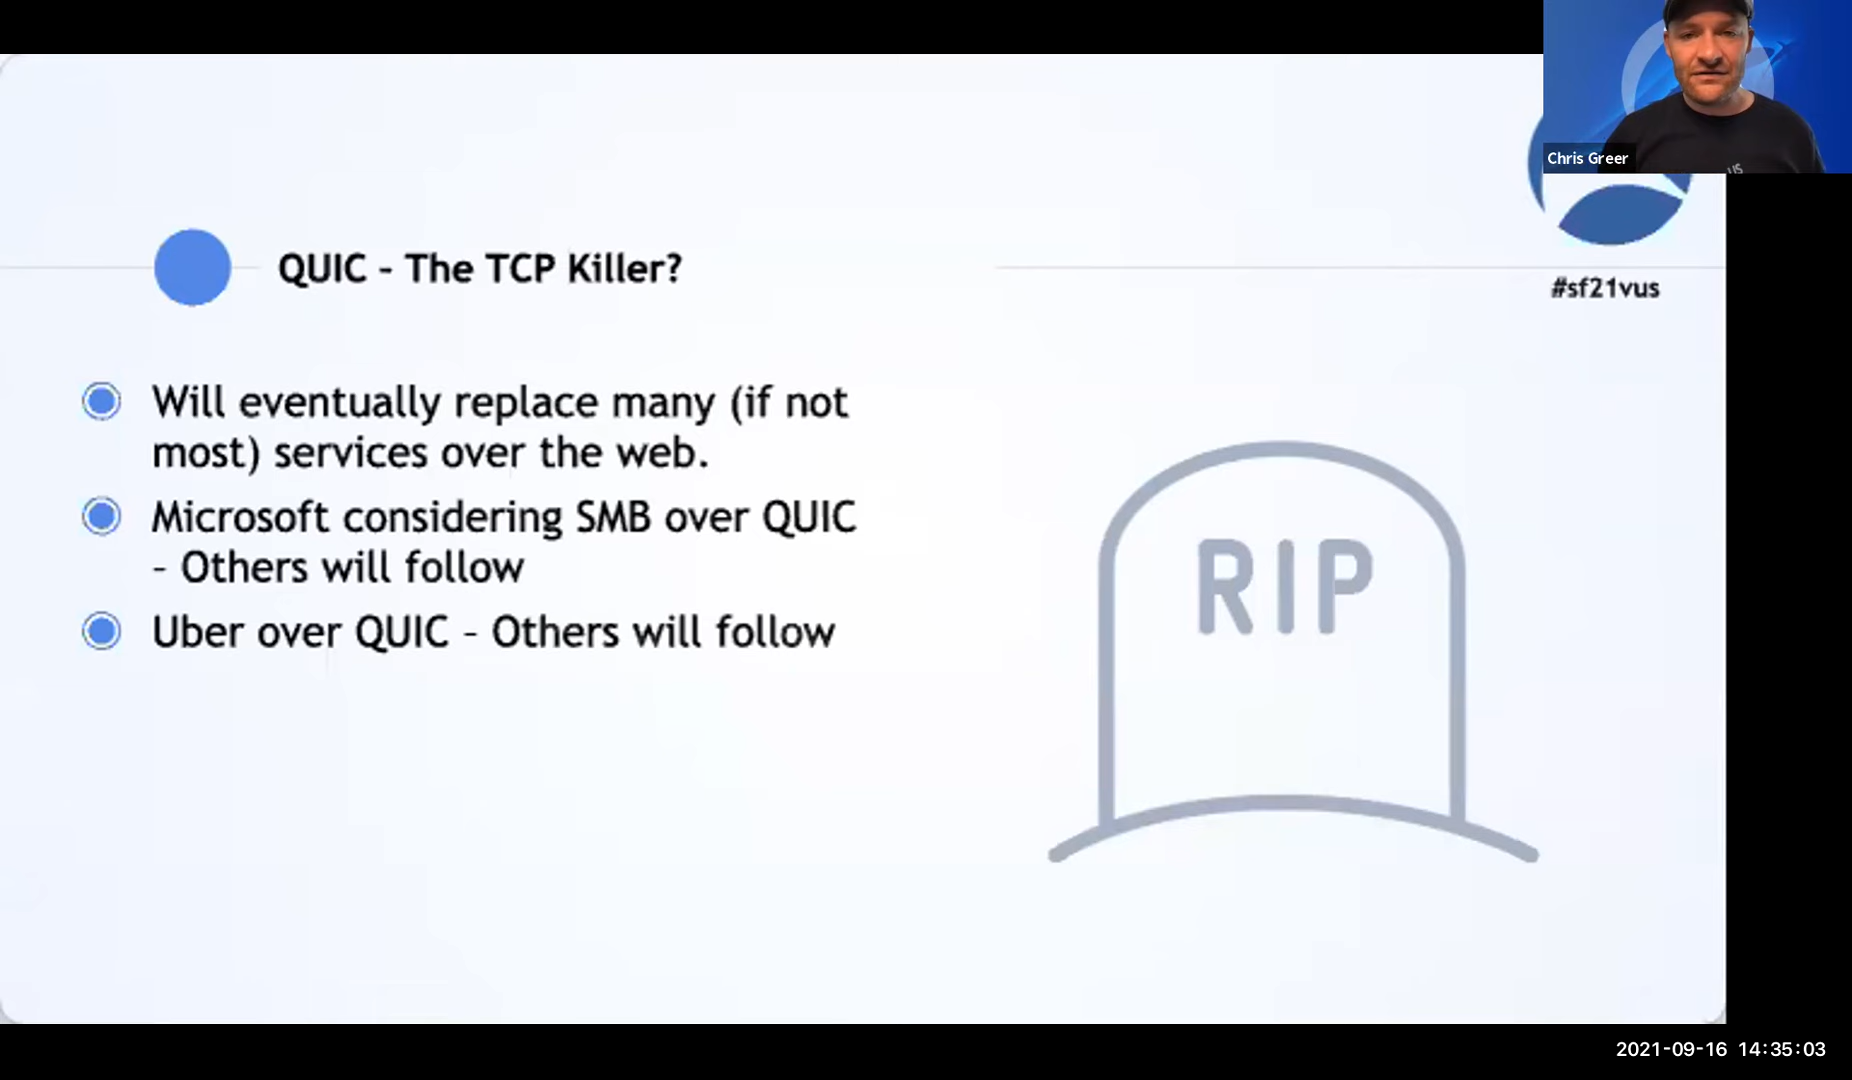 Chris Greer
QUIC – The TCP Killer?
#sf21vus
Will eventually replace many (if not
most) services over the web.
Microsoft considering SMB over QUIC
– Others will follow
Uber over QUIC – Others will follow
RIP
2021-09-16 14:35:03